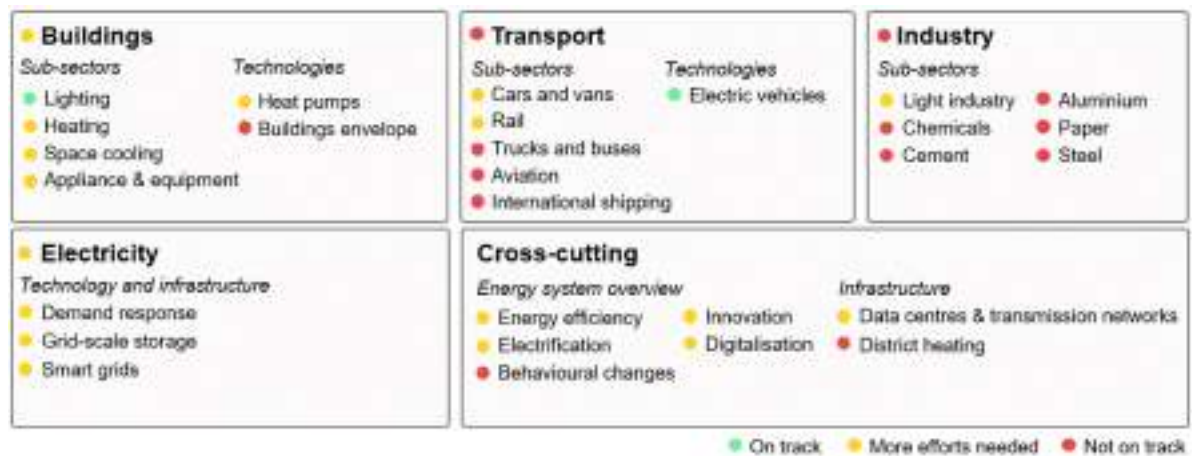 Buildings
Sub-sectors
Technologies
Lighting
Heating
Space cooling
Appliance & equipment
Heat pumps
Buildings envelope
Transport
Sub-sectors
Technologies
Cars and vans
Rail
Trucks and buses
Aviation
International shipping
Electric vehicles
Industry
Sub-sectors
Light industry
Chemicals
Cement
Aluminium
Paper
Steel
Electricity
Technology and infrastructure
Demand response
Grid-scale storage
Smart grids
Cross-cutting
Energy system overview
Energy efficiency
Electrification
Behavioural changes
Innovation
Digitalisation
Infrastructure
Data centres & transmission networks
District heating
On track
More efforts needed
Not on track